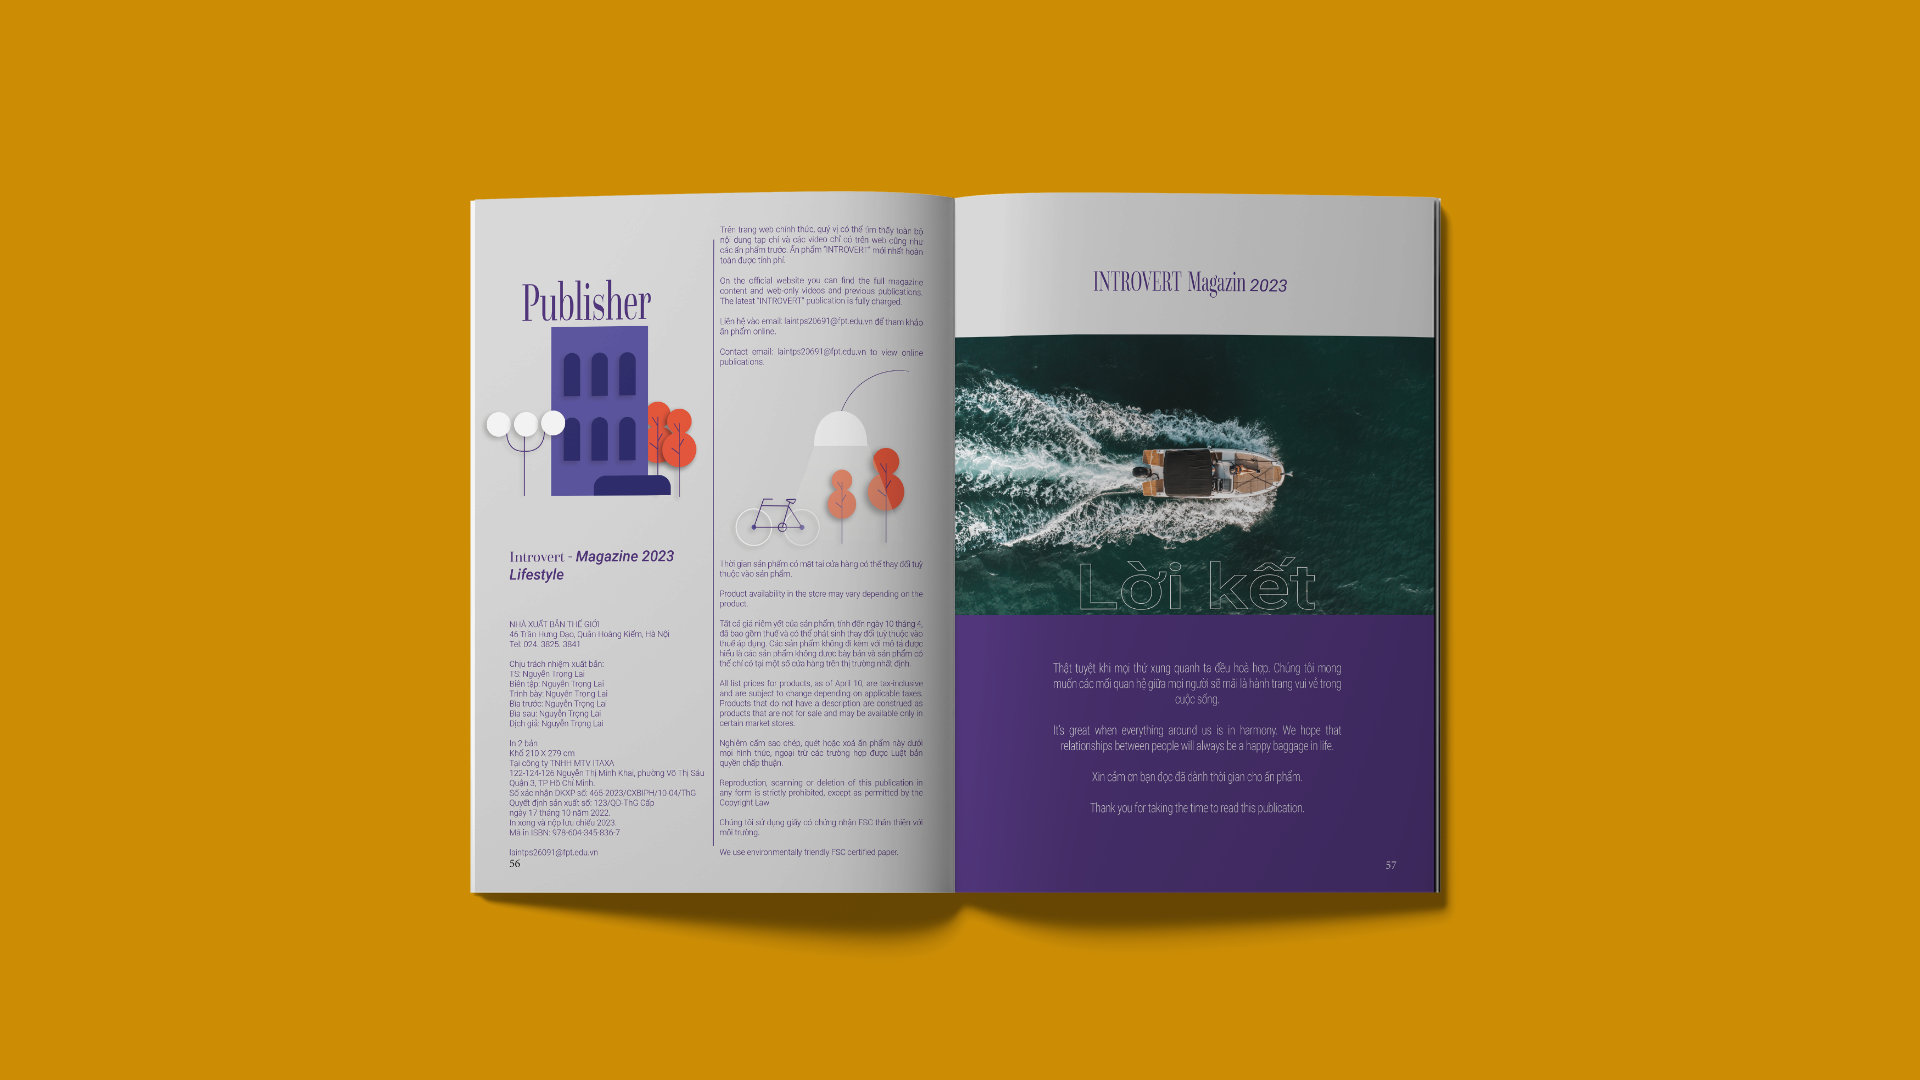 Publisher
Introvert - Magazine 2023
Lifestyle
NHÀ XUẤT BẢN THẾ GIỚI
46 Trần Hưng Đạo, Quận Hoàng Kiếm, Hà Nội
Tel: 024. 3825. 3841
Chịu trách nhiệm xuất bản:
TS: Nguyễn Trọng Lai
Biên tập: Nguyễn Trọng Lai
Trình bày: Nguyễn Trọng Lai
Bìa trước: Nguyễn Trọng Lai
Bìa sau: Nguyễn Trọng Lai
Dịch giả: Nguyễn Trọng Lai
In 2 bản
Khổ 210 X 279 cm
Tại công ty TNHH MTV ITAXA
122-124-126 Nguyễn Thị Minh Khai, phường Võ Thị Sáu
Quận 3, TP Hồ Chí Minh.
Số xác nhận ĐKXP số: 465-2023/CXBIPH/10-04/ThG
Quyết định sản xuất số: 123/QD-ThG Cấp
ngày 17 tháng 10 năm 2022.
In xong và nộp lưu chiểu 2023.
Mã in ISBN: 978-604-345-836-7
laintps26091@fpt.edu.vn
56
Trên trang web chính thức, quý vị có thể tìm thấy toàn bộ
nội dung tạp chí và các video chỉ có trên web cũng như
các ấn phẩm trước. Ấn phẩm "INTROVERT" mới nhất hoàn
toàn được tính phí.
On the official website you can find the full magazine
content and web-only videos and previous publications.
The latest "INTROVERT" publication is fully charged.
Liên hệ vào email: laintps20691@fpt.edu.vn để tham khảo
ấn phẩm online.
Contact email: laintps20691@fpt.edu.vn to view online
publications.
Thời gian sản phẩm có mặt tại cửa hàng có thể thay đổi tuỳ
thuộc vào sản phẩm.
Product availability in the store may vary depending on the
product.
Tất cả giá niêm yết của sản phẩm, tính đến ngày 10 tháng 4,
đã bao gồm thuế và có thể phát sinh thay đổi tuỳ thuộc vào
thuế áp dụng. Các sản phẩm không đi kèm với mô tả được
hiểu là các sản phẩm không được bày bán và sản phẩm có
thể chỉ có tại một số cửa hàng trên thị trường nhất định.
All list prices for products, as of April 10, are tax-inclusive
and are subject to change depending on applicable taxes.
Products that do not have a description are construed as
products that are not for sale and may be available only in
certain market stores.
Nghiêm cấm sao chép, quét hoặc xoá ấn phẩm này dưới
mọi hình thức, ngoại trừ các trường hợp được Luật bản
quyền chấp thuận.
Reproduction, scanning or deletion of this publication in
any form is strictly prohibited, except as permitted by the
Copyright Law
Chúng tôi sử dụng giấy có chứng nhận FSC thân thiện với
môi trường.
We use environmentally friendly FSC certified paper.
INTROVERT Magazin 2023
Lời kết
Thật tuyệt khi mọi thứ xung quanh ta đều hoà hợp. Chúng tôi mong
muốn các mối quan hệ giữa mọi người sẽ mãi là hành trang vui vẻ trong
cuộc sống.
It's great when everything around us is in harmony. We hope that
relationships between people will always be a happy baggage in life.
Xin cảm ơn bạn đọc đã dành thời gian cho ấn phẩm.
Thank you for taking the time to read this publication.
57